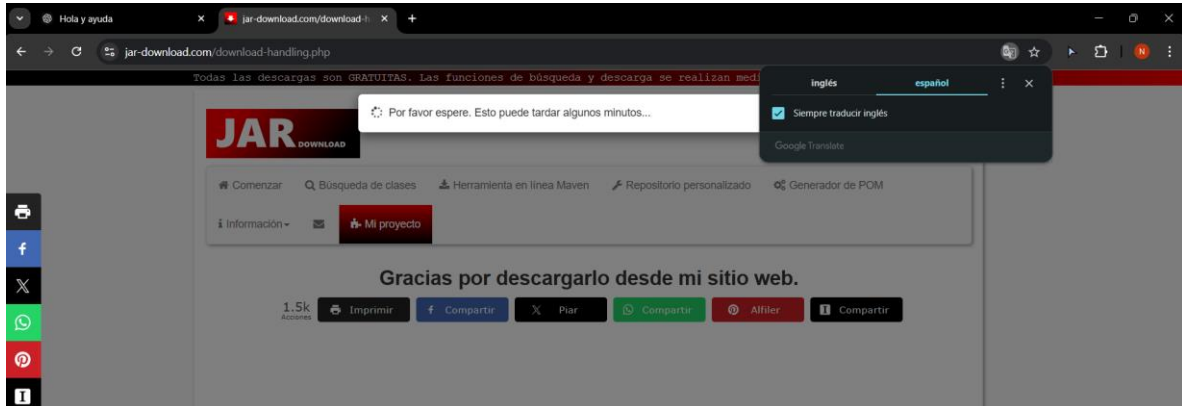 Hola y ayuda
jar-download.com/download-h
jar-download.com/download-handling.php
Todas las descargas son GRATUITAS. Las funciones de búsqueda y descarga se realizan medi
inglés
español
Siempre traducir inglés
Google Translate
Por favor espere. Esto puede tardar algunos minutos...
JAR DOWNLOAD
Comenzar Búsqueda de clases Herramienta en línea Maven Repositorio personalizado Generador de POM
Información Mi proyecto
Gracias por descargarlo desde mi sitio web.
1.5k
Acciones
Imprimir Compartir Piar Compartir Alfiler Compartir
N